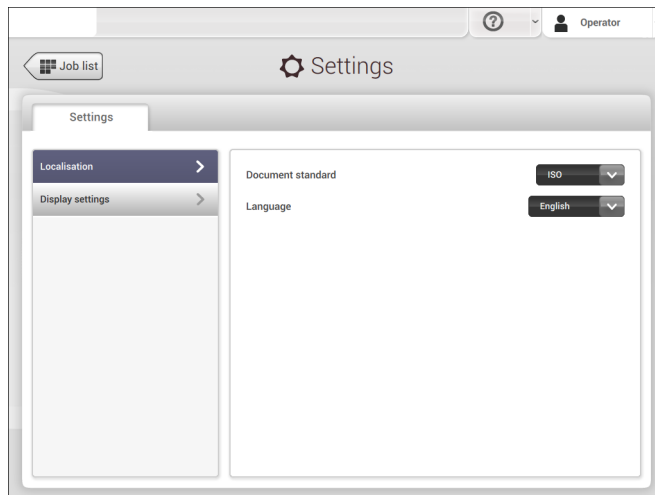 Operator
Job list
Settings
Settings
Localisation
Display settings
Document standard
ISO
Language
English